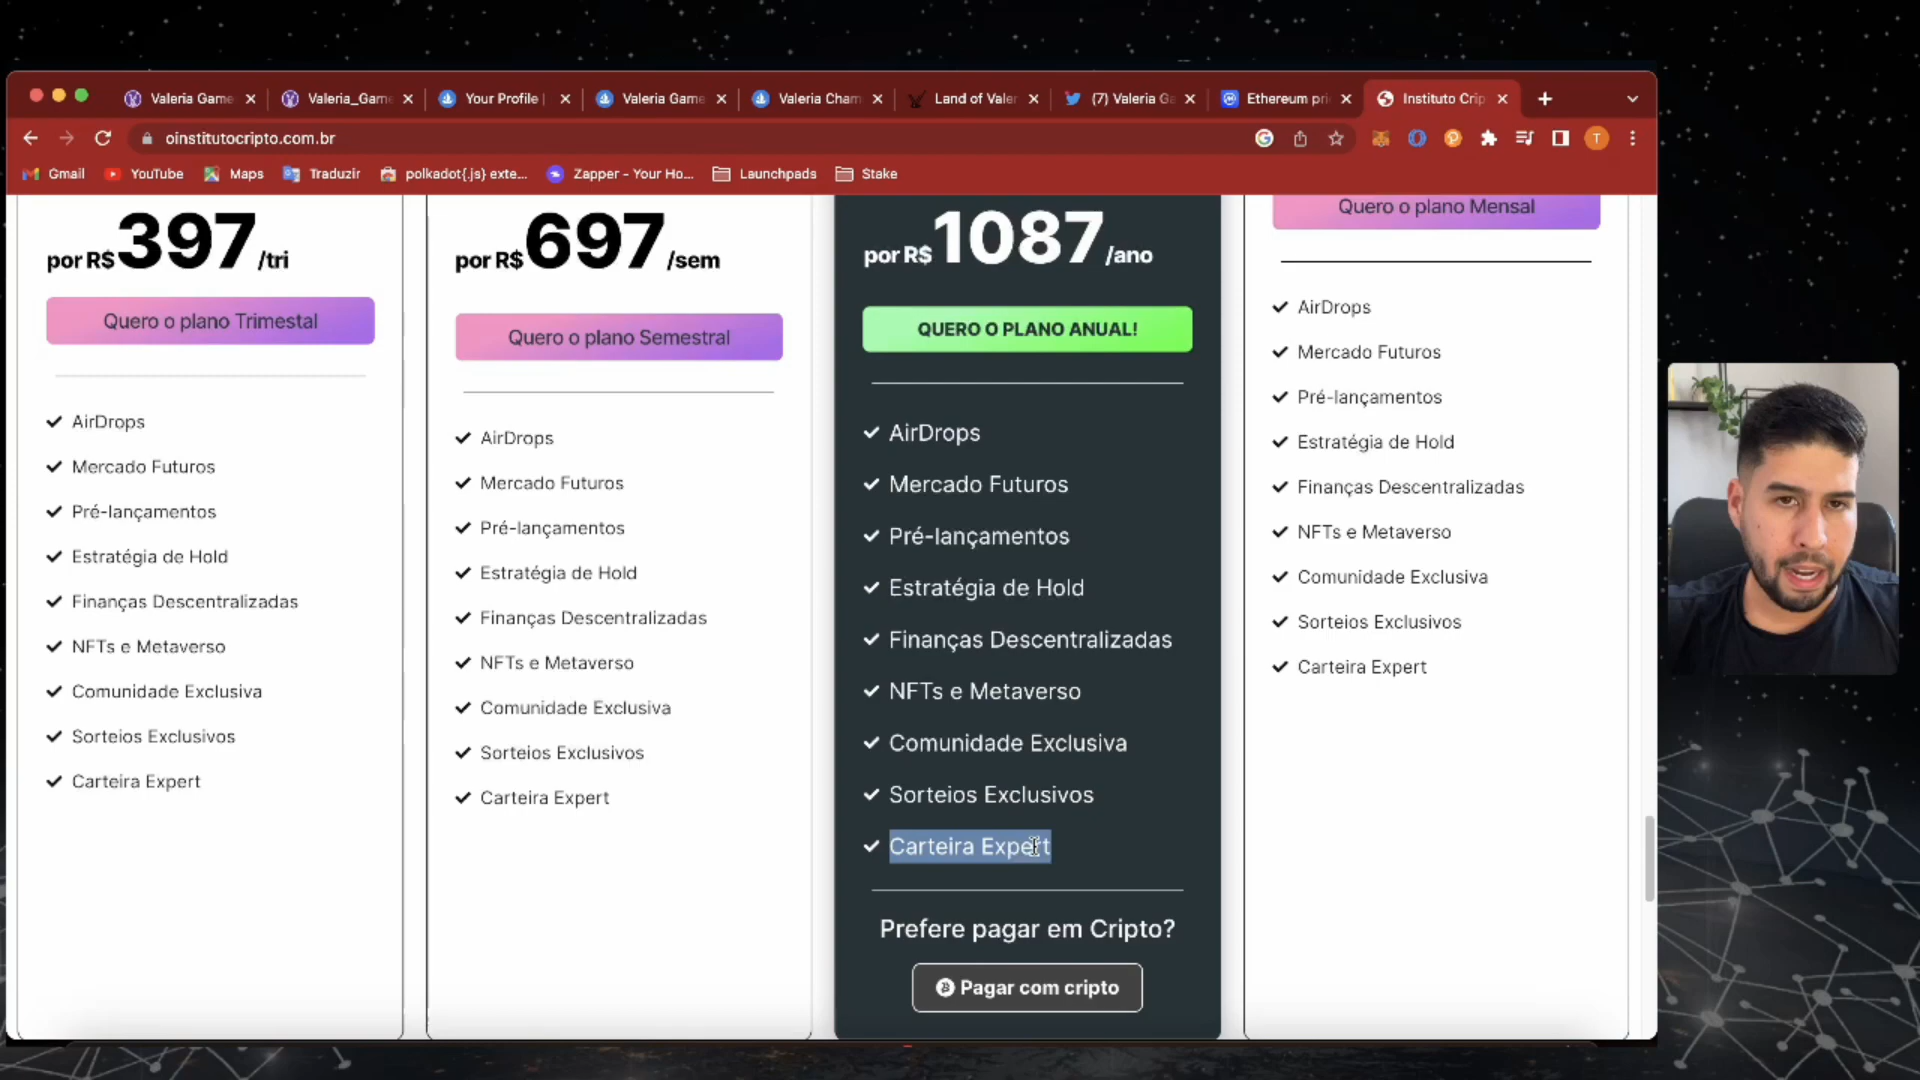 Valeria Game
Valeria_Gam
Your Profile |
Valeria Game
Valeria Cham
Land of Valer
(7) Valeria Ga
Ethereum pri
Instituto Crip
oinstitutocripto.com.br
T
Gmail
YouTube
Maps
Traduzir
polkadot{.js} exte...
Zapper - Your Ho...
Launchpads
Stake
por R$397/tri
Quero o plano Trimestal
AirDrops
Mercado Futuros
Pré-lançamentos
Estratégia de Hold
Finanças Descentralizadas
NFTs e Metaverso
Comunidade Exclusiva
Sorteios Exclusivos
Carteira Expert
por R$697/sem
Quero o plano Semestral
AirDrops
Mercado Futuros
Pré-lançamentos
Estratégia de Hold
Finanças Descentralizadas
NFTs e Metaverso
Comunidade Exclusiva
Sorteios Exclusivos
Carteira Expert
por R$1087/ano
QUERO O PLANO ANUAL!
AirDrops
Mercado Futuros
Pré-lançamentos
Estratégia de Hold
Finanças Descentralizadas
NFTs e Metaverso
Comunidade Exclusiva
Sorteios Exclusivos
Carteira Expert
Prefere pagar em Cripto?
Pagar com cripto
Quero o plano Mensal
AirDrops
Mercado Futuros
Pré-lançamentos
Estratégia de Hold
Finanças Descentralizadas
NFTs e Metaverso
Comunidade Exclusiva
Sorteios Exclusivos
Carteira Expert